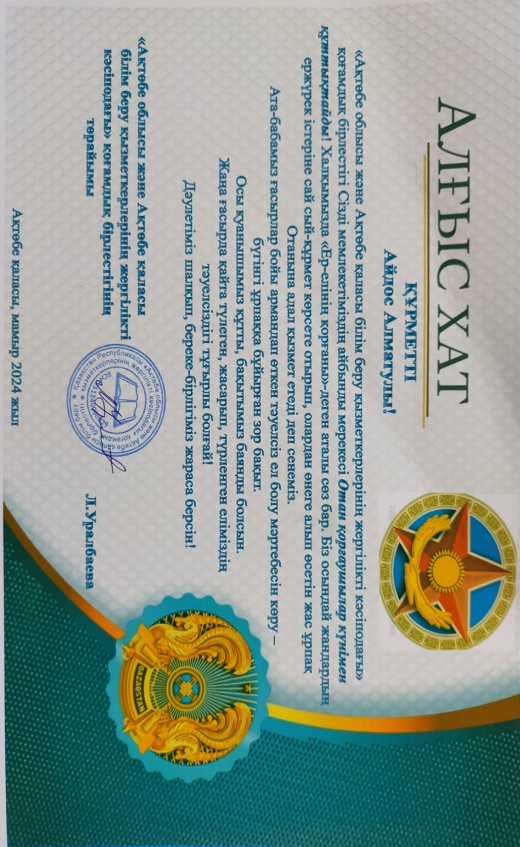 АЛҒЫС ХАТ
ҚҰРМЕТТІ
Айдос Алматұлы!
«Ақтөбе облысы және Ақтөбе қаласы білім беру қызметкерлерінің жергілікті кәсіподағы»
қоғамдық бірлестігі Сізді мемлекетіміздің айбынды мерекесі Отан қорғаушылар күнімен
құттықтайды! Халқымызда «Ер-елінің қорғаны»-деген аталы сөз бар. Біз осындай жандардың
ержүрек істеріне сай сый-құрмет көрсете отырып, олардан өнеге алып өсетін жас ұрпақ
Отанына адал қызмет етеді деп сенеміз.
Ата-бабамыз ғасырлар бойы армандап өткен тәуелсіз ел болу мәртебесін көру –
бүгінгі ұрпаққа бұйырған зор бақыт.
Осы қуанышымыз құтты, бақытымыз баянды болсын.
Жаңа ғасырда қайта түлеген, жасарып, түрленген еліміздің
тәуелсіздігі тұғырлы болғай!
Дәулетіміз шалқып, береке-бірлігіміз жараса берсін!
«Ақтөбе облысы және Ақтөбе қаласы
білім беру қызметкерлерінің жергілікті
кәсіподағы» қоғамдық бірлестігінің
төрайымы
Л.Уралбаева
QAZAQSTAN
Ақтөбе қаласы, мамыр 2024 жыл